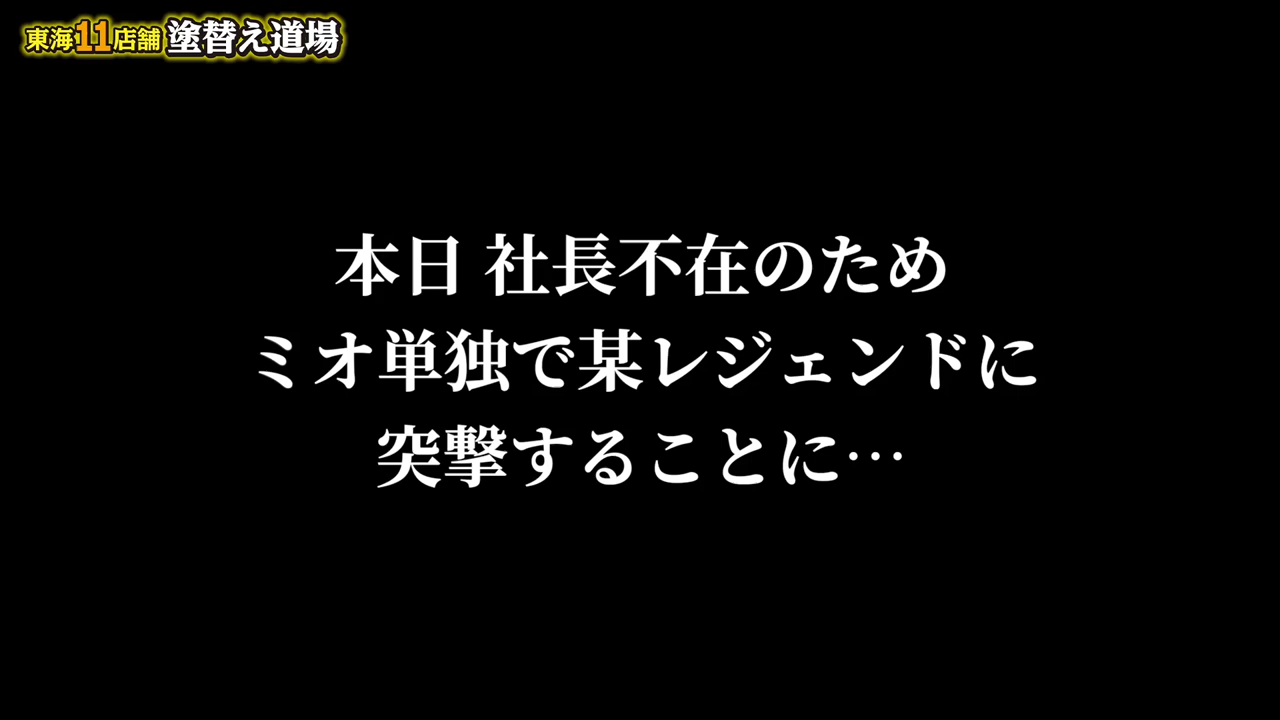 東海11店舗 塗替え道場
本日 社長不在のため
ミオ単独で某レジェンドに
突撃することに…